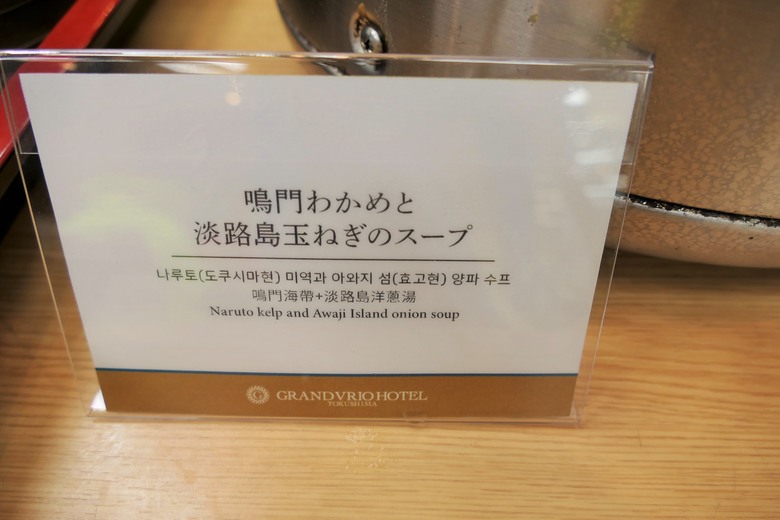 鳴門わかめと
淡路島玉ねぎのスープ
나루토(도쿠시마현) 미역과 아와지 섬(효고현) 양파 수프
鳴門海帶+淡路島洋蔥湯
Naruto kelp and Awaji Island onion soup
G GRANDVRIO HOTEL
TOKUSHIMA